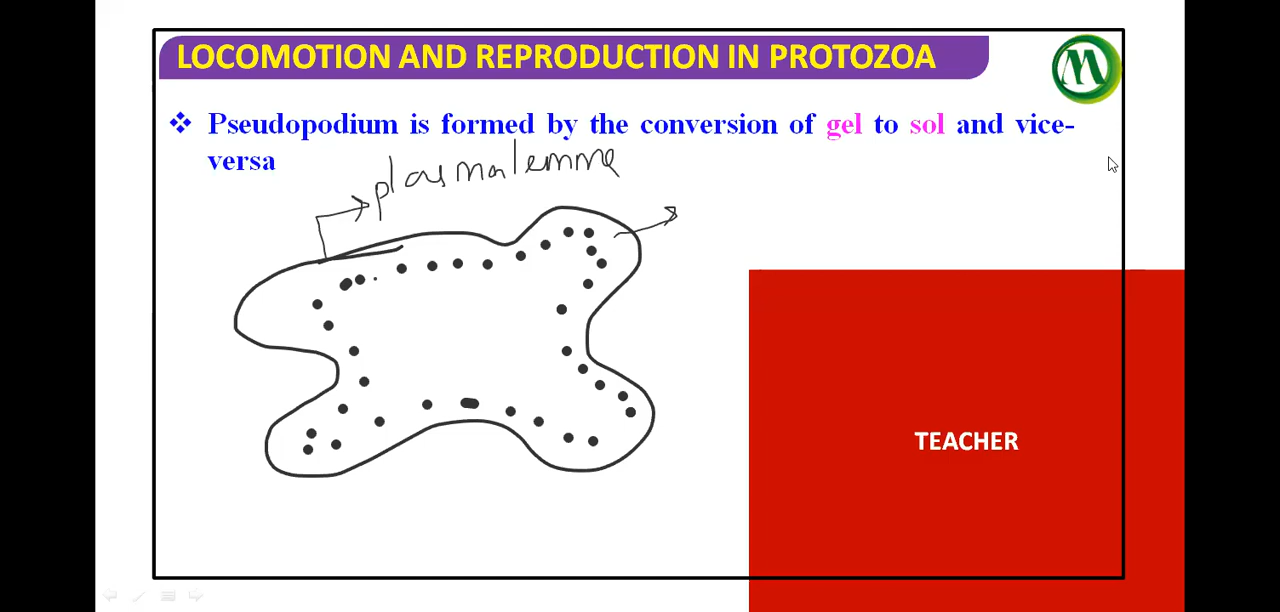 LOCOMOTION AND REPRODUCTION IN PROTOZOA
M
❖ Pseudopodium is formed by the conversion of gel to sol and vice-
versa
plasmalemma
TEACHER